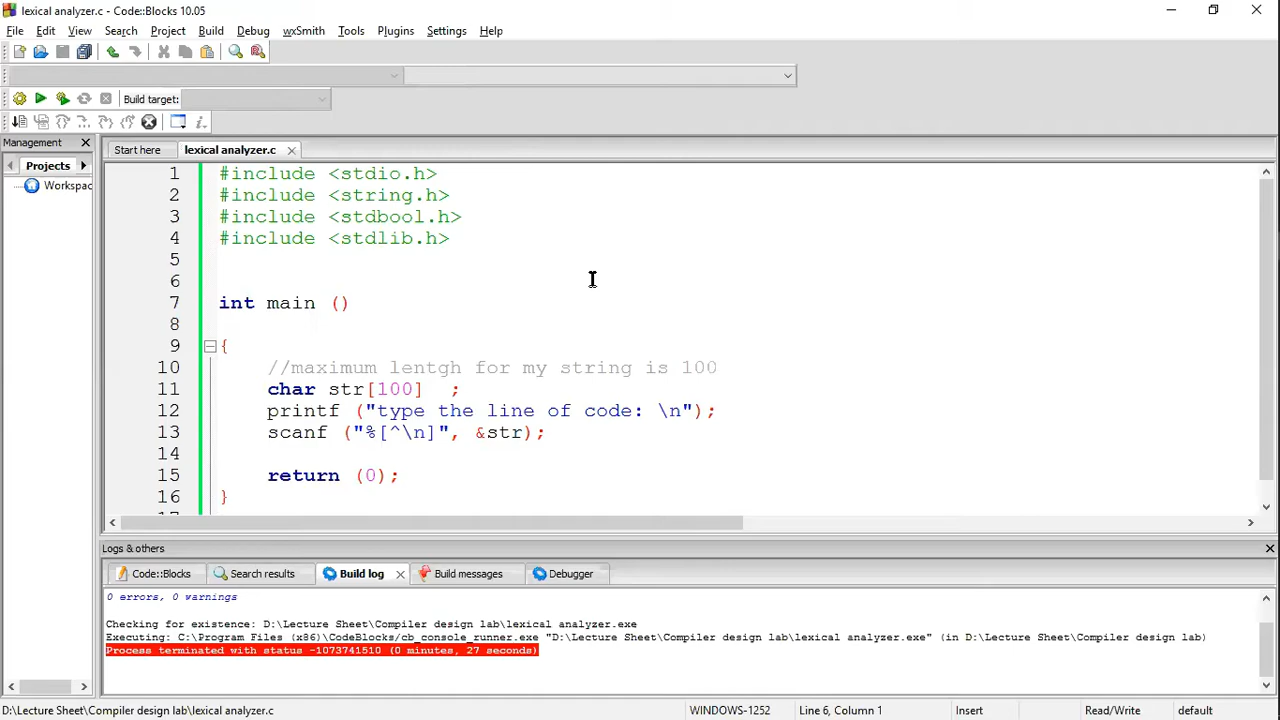 lexical analyzer.c - Code::Blocks 10.05
File Edit View Search Project Build Debug wxSmith Tools Plugins Settings Help
Build target:
Management
Start here lexical analyzer.c
Projects
Workspac
1 #include <stdio.h>
2 #include <string.h>
3 #include <stdbool.h>
4 #include <stdlib.h>
5
6
7 int main ()
8
9 {
10 //maximum lentgh for my string is 100
11 char str[100] ;
12 printf ("type the line of code: \n");
13 scanf ("%[^\n]", &str);
14
15 return (0);
16 }
17
Logs & others
Code::Blocks Search results Build log Build messages Debugger
0 errors, 0 warnings
Checking for existence: D:\Lecture Sheet\Compiler design lab\lexical analyzer.exe
Executing: C:\Program Files (x86)\CodeBlocks/cb_console_runner.exe "D:\Lecture Sheet\Compiler design lab\lexical analyzer.exe" (in D:\Lecture Sheet\Compiler design lab)
Process terminated with status -1073741510 (0 minutes, 27 seconds)
D:\Lecture Sheet\Compiler design lab\lexical analyzer.c WINDOWS-1252 Line 6, Column 1 Insert Read/Write default